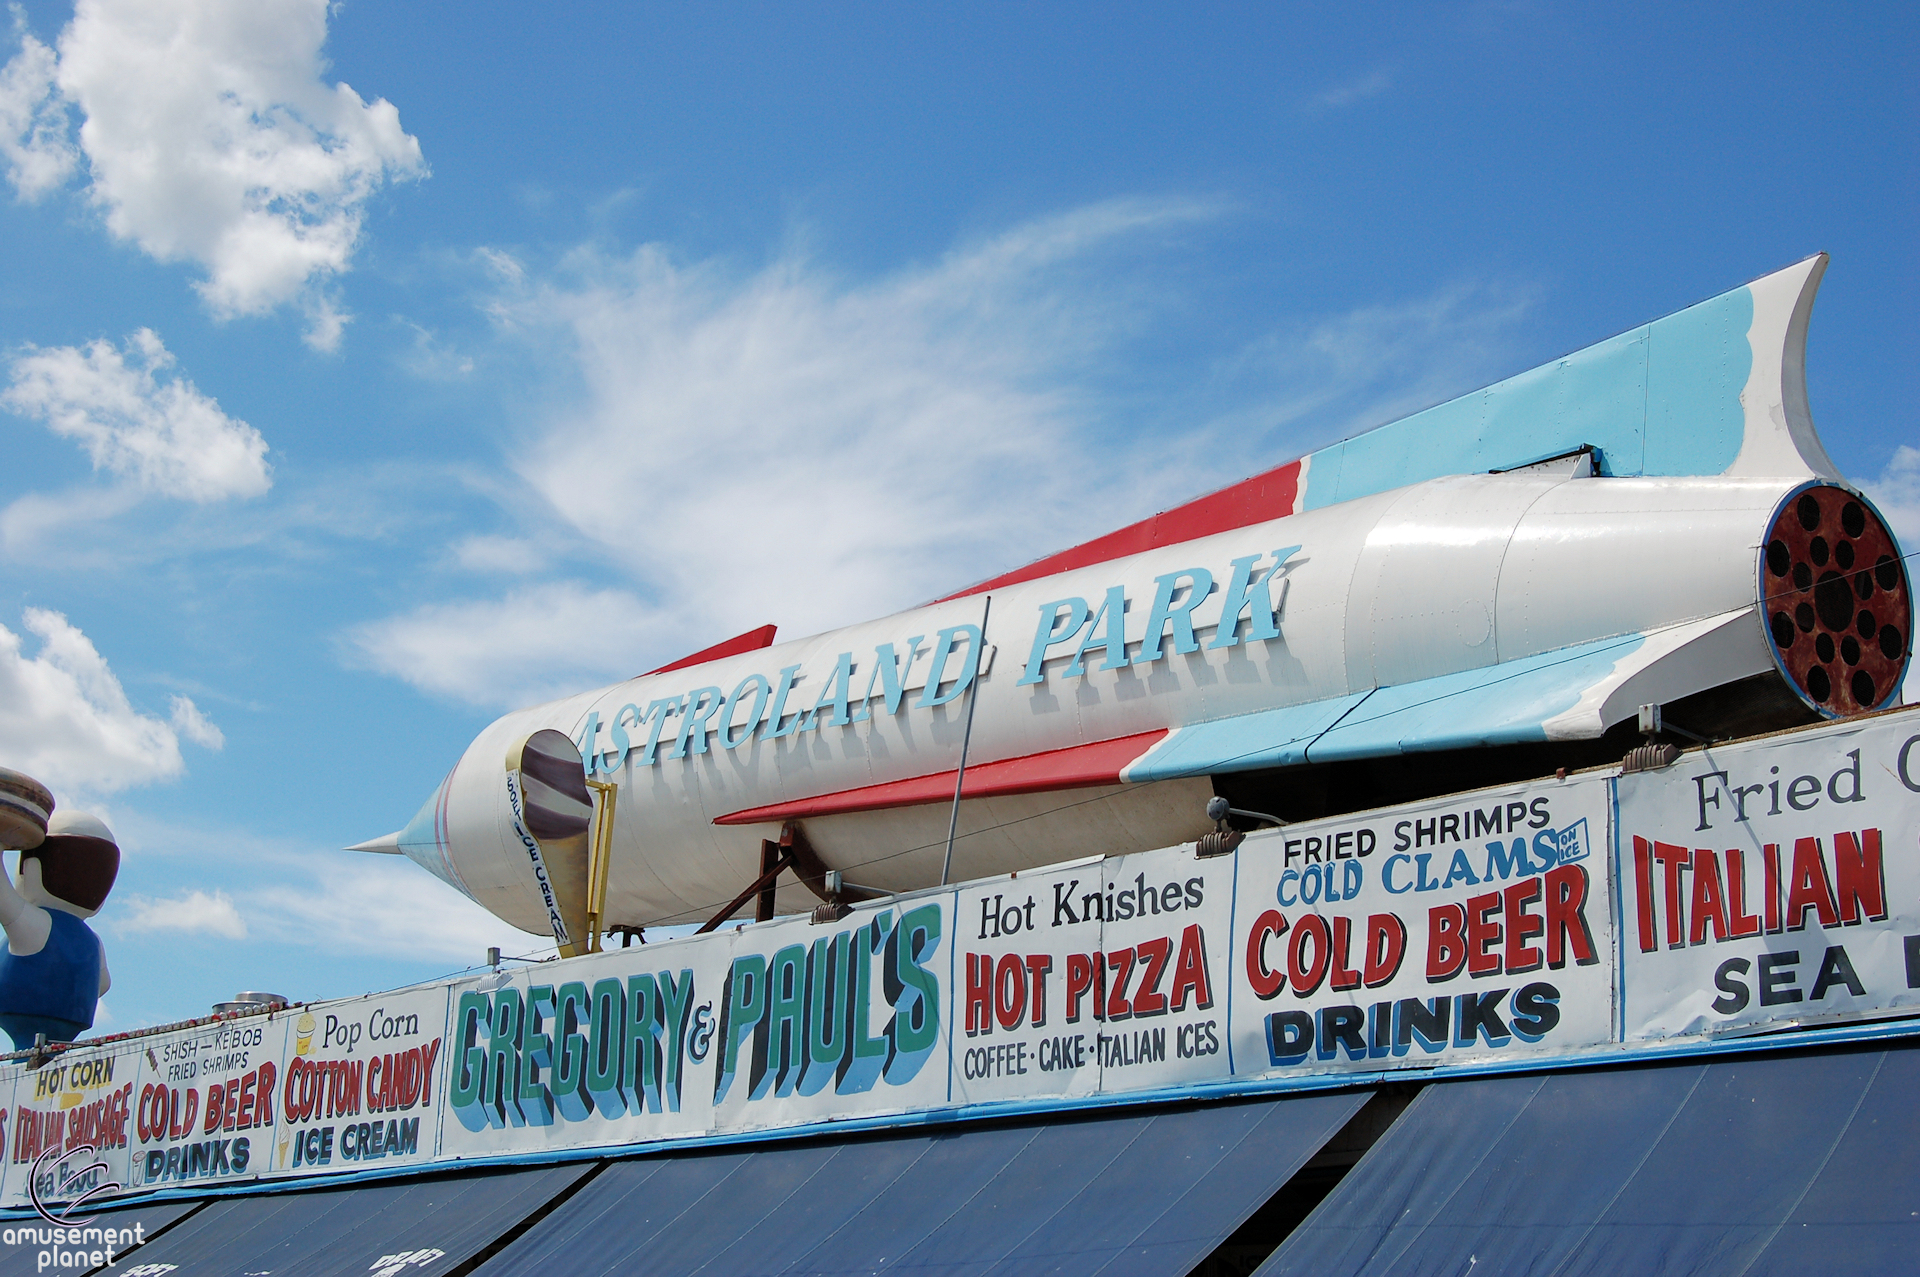 ASTROLAND PARK
SOFT ICE CREAM
HOT CORN
ITALIAN SAUSAGE
Sea Food
SHISH-KEBOB
FRIED SHRIMPS
COLD BEER
DRINKS
Pop Corn
COTTON CANDY
ICE CREAM
GREGORY & PAUL'S
Hot Knishes
HOT PIZZA
COFFEE · CAKE · ITALIAN ICES
FRIED SHRIMPS
COLD CLAMS ON ICE
COLD BEER
DRINKS
Fried
ITALIAN
SEA
amusement
planet
SOFT
DRAFT